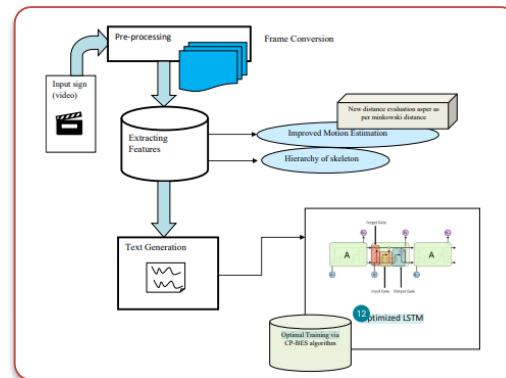 Pre-processing
Frame Conversion
Input sign
(video)
New distance evaluation asper as
per minkowski distance
Improved Motion Estimation
Extracting
Features
Hierarchy of skeleton
Text Generation
Forget Gate
A
A
Input Gate
Output Gate
12
Optimized LSTM
Optimal Training via
CP-BES algorithm